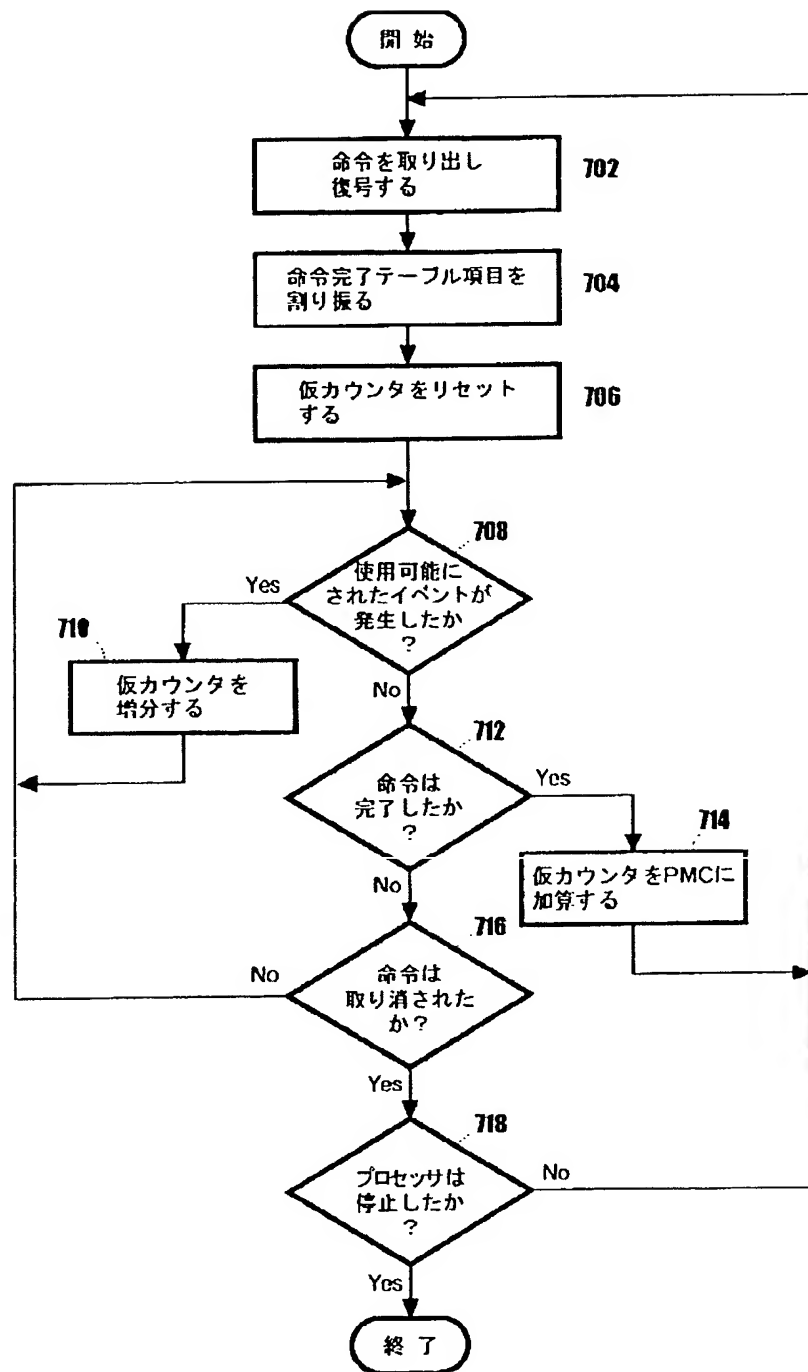 開 始
命令を取り出し
復号する
702
命令完了テーブル項目を
割り振る
704
仮カウンタをリセット
する
706
708
使用可能に
されたイベントが
発生したか
?
Yes
No
710
仮カウンタを
増分する
712
命令は
完了したか
?
Yes
No
714
仮カウンタをPMCに
加算する
716
命令は
取り消された
か?
No
Yes
718
プロセッサは
停止したか
?
No
Yes
終 了